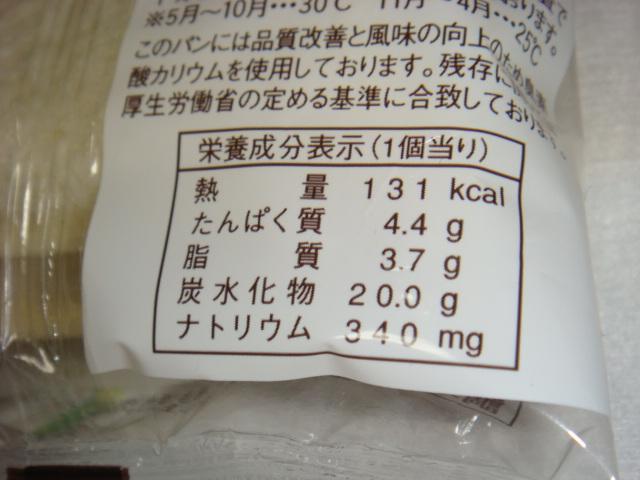 ※5月～10月…30℃ 11月～4月…25℃
このパンには品質改善と風味の向上のため臭素
酸カリウムを使用しております。残存に
厚生労働省の定める基準に合致しており
栄養成分表示(1個当り)
熱量 131 kcal
たんぱく質 4.4 g
脂質 3.7 g
炭水化物 20.0 g
ナトリウム 340 mg